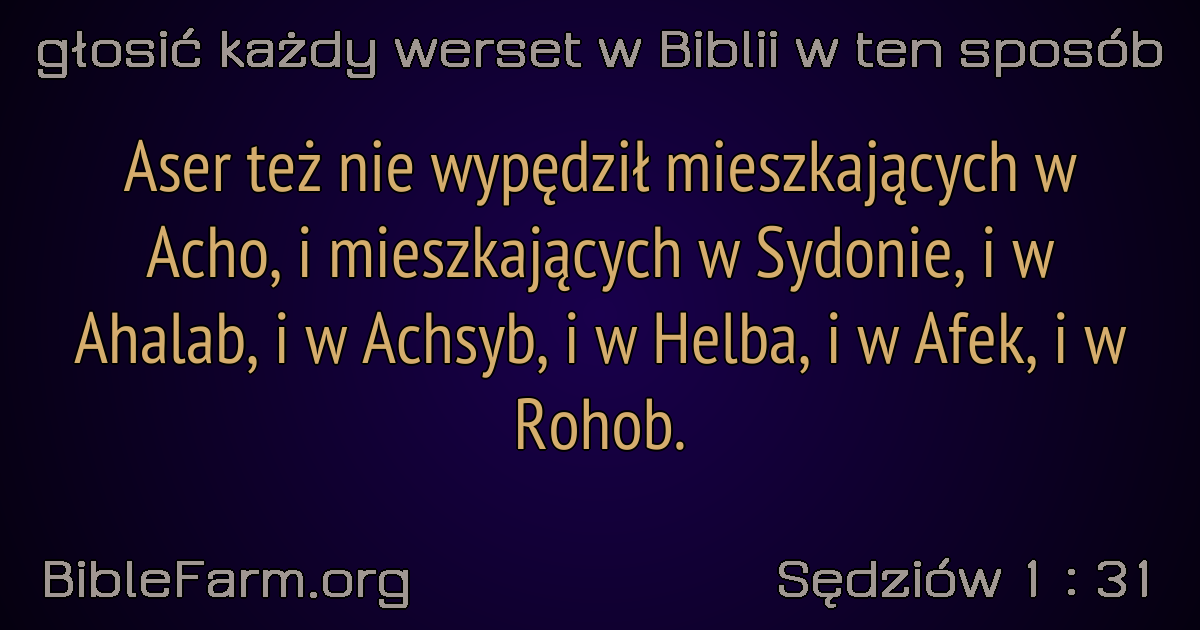 głosić każdy werset w Biblii w ten sposób
Aser też nie wypędził mieszkających w
Acho, i mieszkających w Sydonie, i w
Ahalab, i w Achsyb, i w Helba, i w Afek, i w
Rohob.
BibleFarm.org
Sędziów 1 : 31